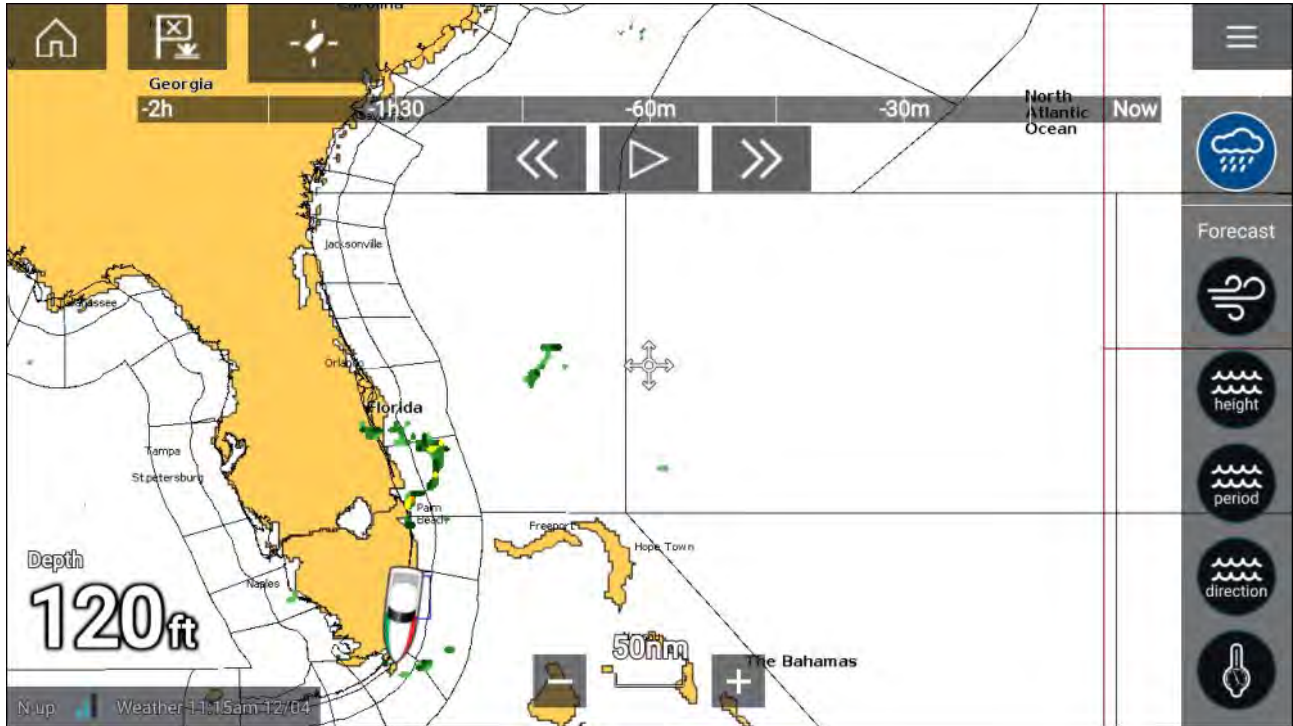 Carolina
Georgia
-2h
-1h30
-60m
-30m
Now
North
Atlantic
Ocean
Jacksonville
Forecast
Orlando
height
Florida
Tampa
St.petersburg
Palm
Beach
period
Freeport
Hope Town
Depth
120ft
Naples
direction
50nm
The Bahamas
N.up
Weather 11:15am 12/04